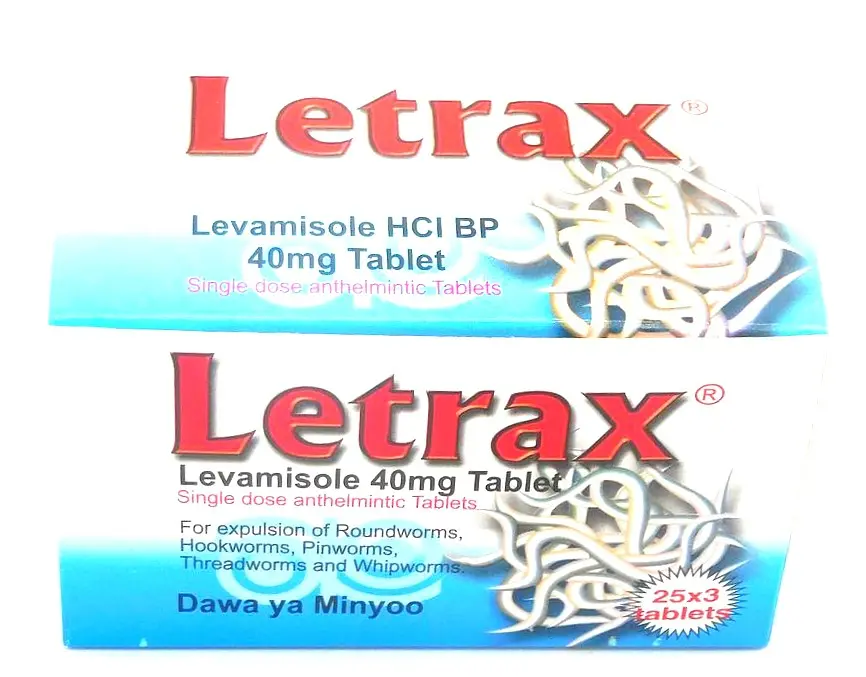 Letrax®
Levamisole HCl BP
40mg Tablet
Single dose anthelmintic Tablets
Letrax®
Levamisole 40mg Tablet
Single dose anthelmintic Tablets
For expulsion of Roundworms,
Hookworms, Pinworms,
Threadworms and Whipworms.
Dawa ya Minyoo
25x3
tablets